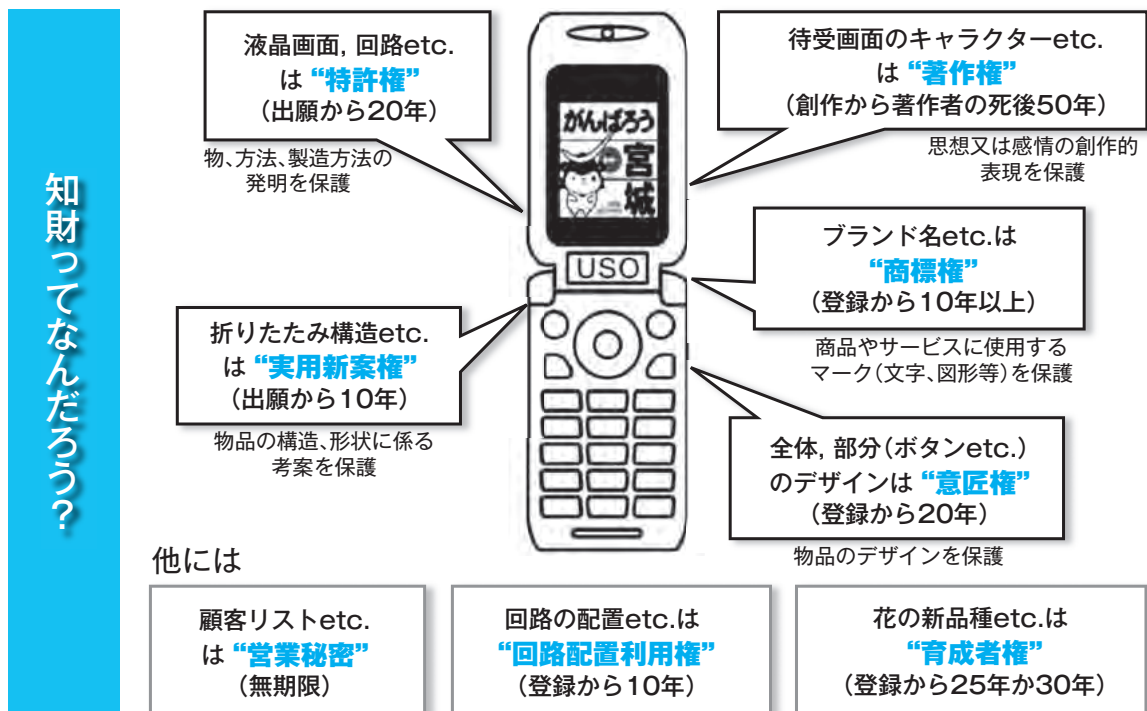 知財ってなんだろう？
液晶画面, 回路etc.
は “特許権”
（出願から20年）
物、方法、製造方法の
発明を保護
待受画面のキャラクターetc.
は “著作権”
（創作から著作者の死後50年）
思想又は感情の創作的
表現を保護
がんばろう
宮
城
USO
ブランド名etc.は
“商標権”
（登録から10年以上）
商品やサービスに使用する
マーク（文字、図形等）を保護
折りたたみ構造etc.
は “実用新案権”
（出願から10年）
物品の構造、形状に係る
考案を保護
全体, 部分（ボタンetc.）
のデザインは “意匠権”
（登録から20年）
物品のデザインを保護
他には
顧客リストetc.
は “営業秘密”
（無期限）
回路の配置etc.は
“回路配置利用権”
（登録から10年）
花の新品種etc.は
“育成者権”
（登録から25年か30年）